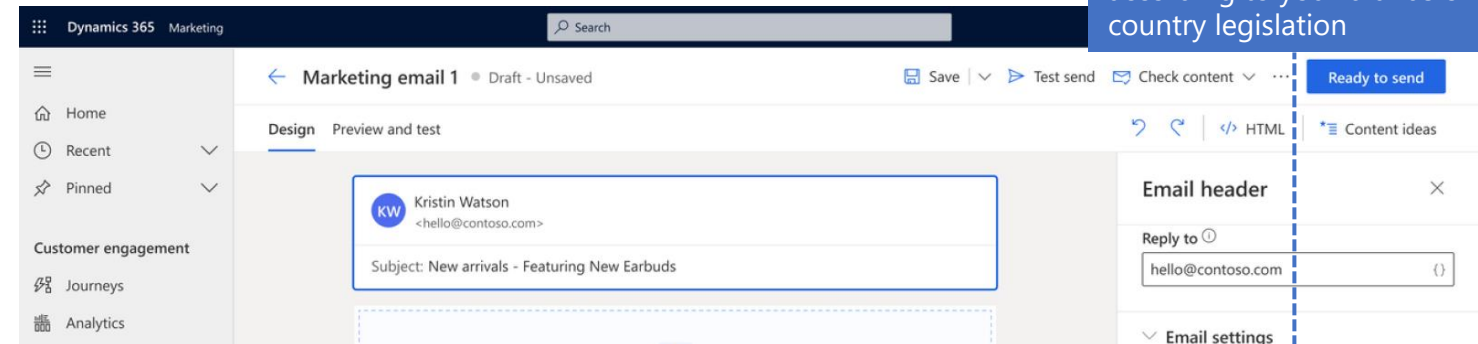 country legislation
Dynamics 365 Marketing
Search
Marketing email 1 Draft - Unsaved
Save Test send Check content ... Ready to send
Home
Recent
Pinned
Design Preview and test
</> HTML Content ideas
KW
Kristin Watson
<hello@contoso.com>
Subject: New arrivals - Featuring New Earbuds
Email header
Reply to
hello@contoso.com {}
Email settings
Customer engagement
Journeys
Analytics